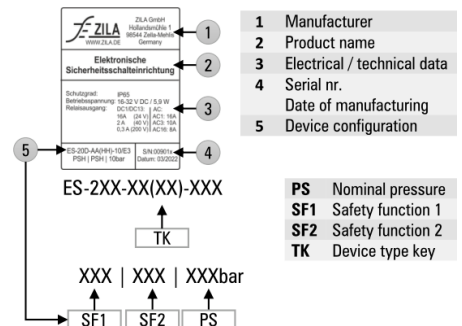 ZILA
WWW.ZILA.DE
ZILA GmbH
Hollandsmühle 1
98544 Zella-Mehlis
Germany
1
Elektronische
Sicherheitsschalteinrichtung
2
Schutzgrad: IP65
Betriebsspannung: 16-32 V DC / 5,9 W
Relaisausgang: DC1/DC13: AC:
16A (24 V) AC1: 16A
2 A (40 V) AC3: 10A
0,3 A (200 V) AC16: 8A
3
5
ES-20D-AA(HH)-10/E3
PSH | PSH | 10bar
S/N:00901x
Datum: 03/2022
4
ES-2XX-XX(XX)-XXX
TK
XXX | XXX | XXXbar
SF1 SF2 PS
1 Manufacturer
2 Product name
3 Electrical / technical data
4 Serial nr.
Date of manufacturing
5 Device configuration
PS Nominal pressure
SF1 Safety function 1
SF2 Safety function 2
TK Device type key